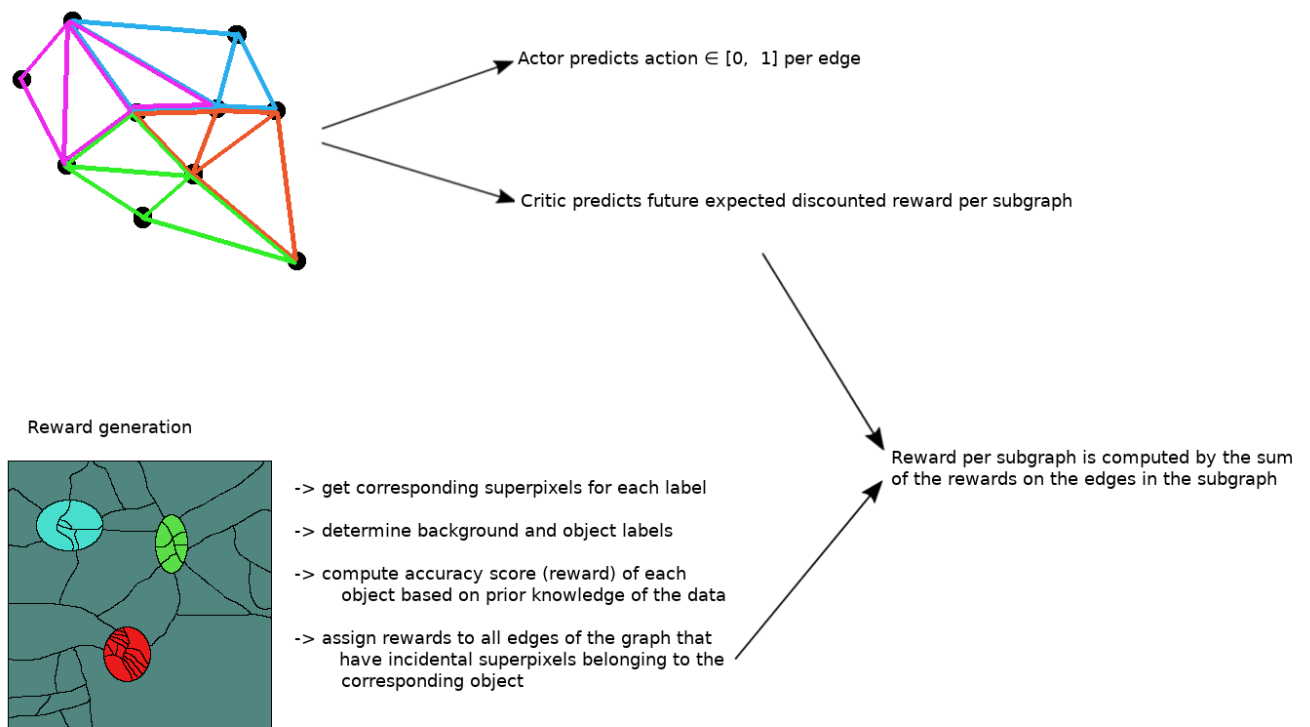 Actor predicts action ∈ [0, 1] per edge
Critic predicts future expected discounted reward per subgraph
Reward generation
-> get corresponding superpixels for each label
-> determine background and object labels
-> compute accuracy score (reward) of each
object based on prior knowledge of the data
-> assign rewards to all edges of the graph that
have incidental superpixels belonging to the
corresponding object
Reward per subgraph is computed by the sum
of the rewards on the edges in the subgraph